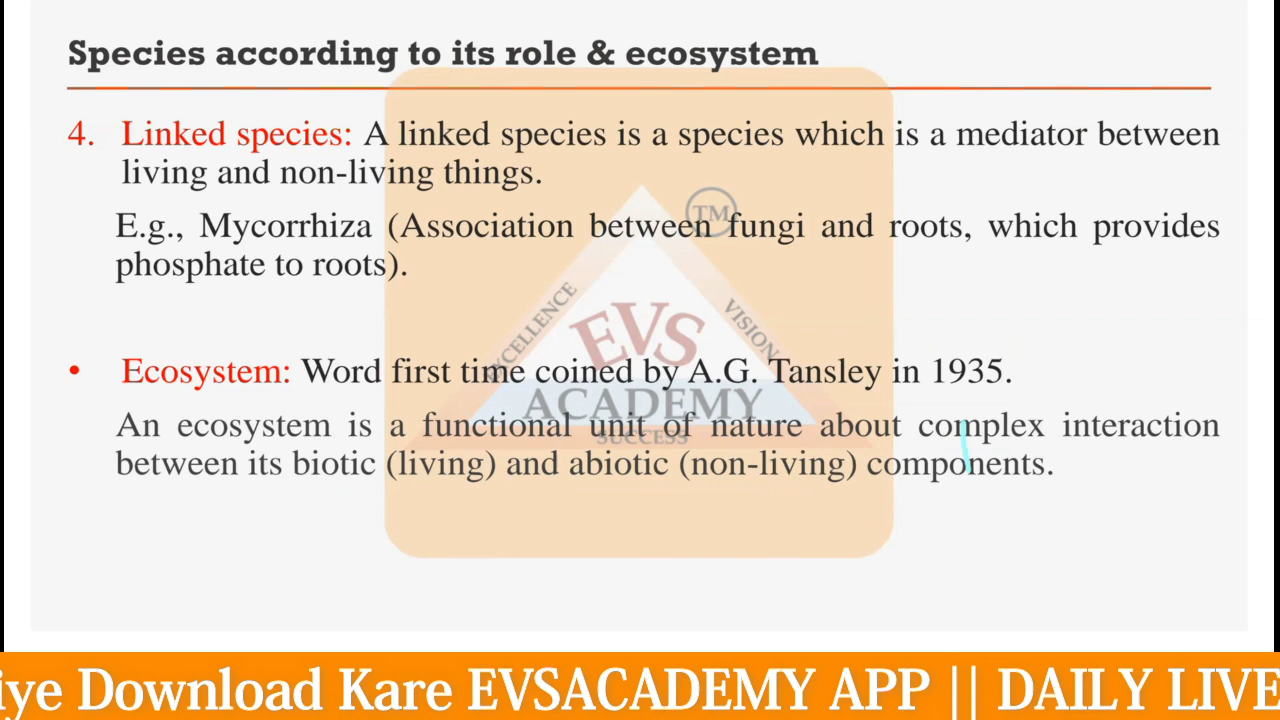 Species according to its role & ecosystem
4. Linked species: A linked species is a species which is a mediator between
living and non-living things.
E.g., Mycorrhiza (Association between fungi and roots, which provides
phosphate to roots).
• Ecosystem: Word first time coined by A.G. Tansley in 1935.
An ecosystem is a functional unit of nature about complex interaction
between its biotic (living) and abiotic (non-living) components.
TM
EXCELLENCE
VISION
EVS
ACADEMY
SUCCESS
iye Download Kare EVSACADEMY APP || DAILY LIVE